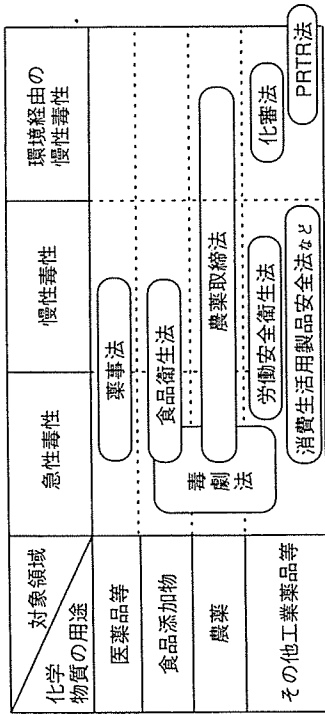 対象領域
化学
物質の用途
急性毒性
慢性毒性
環境経由の
慢性毒性
医薬品等
薬事法
食品添加物
毒劇法
食品衛生法
農薬
農薬取締法
その他工業薬品等
労働安全衛生法
化審法
消費生活用製品安全法など
PRTR法